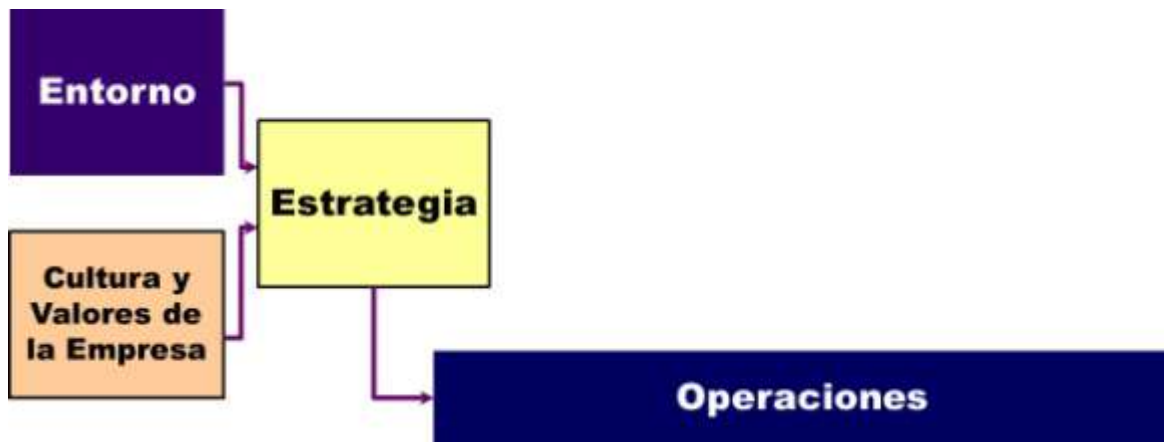 Entorno
Estrategia
Cultura y
Valores de
la Empresa
Operaciones